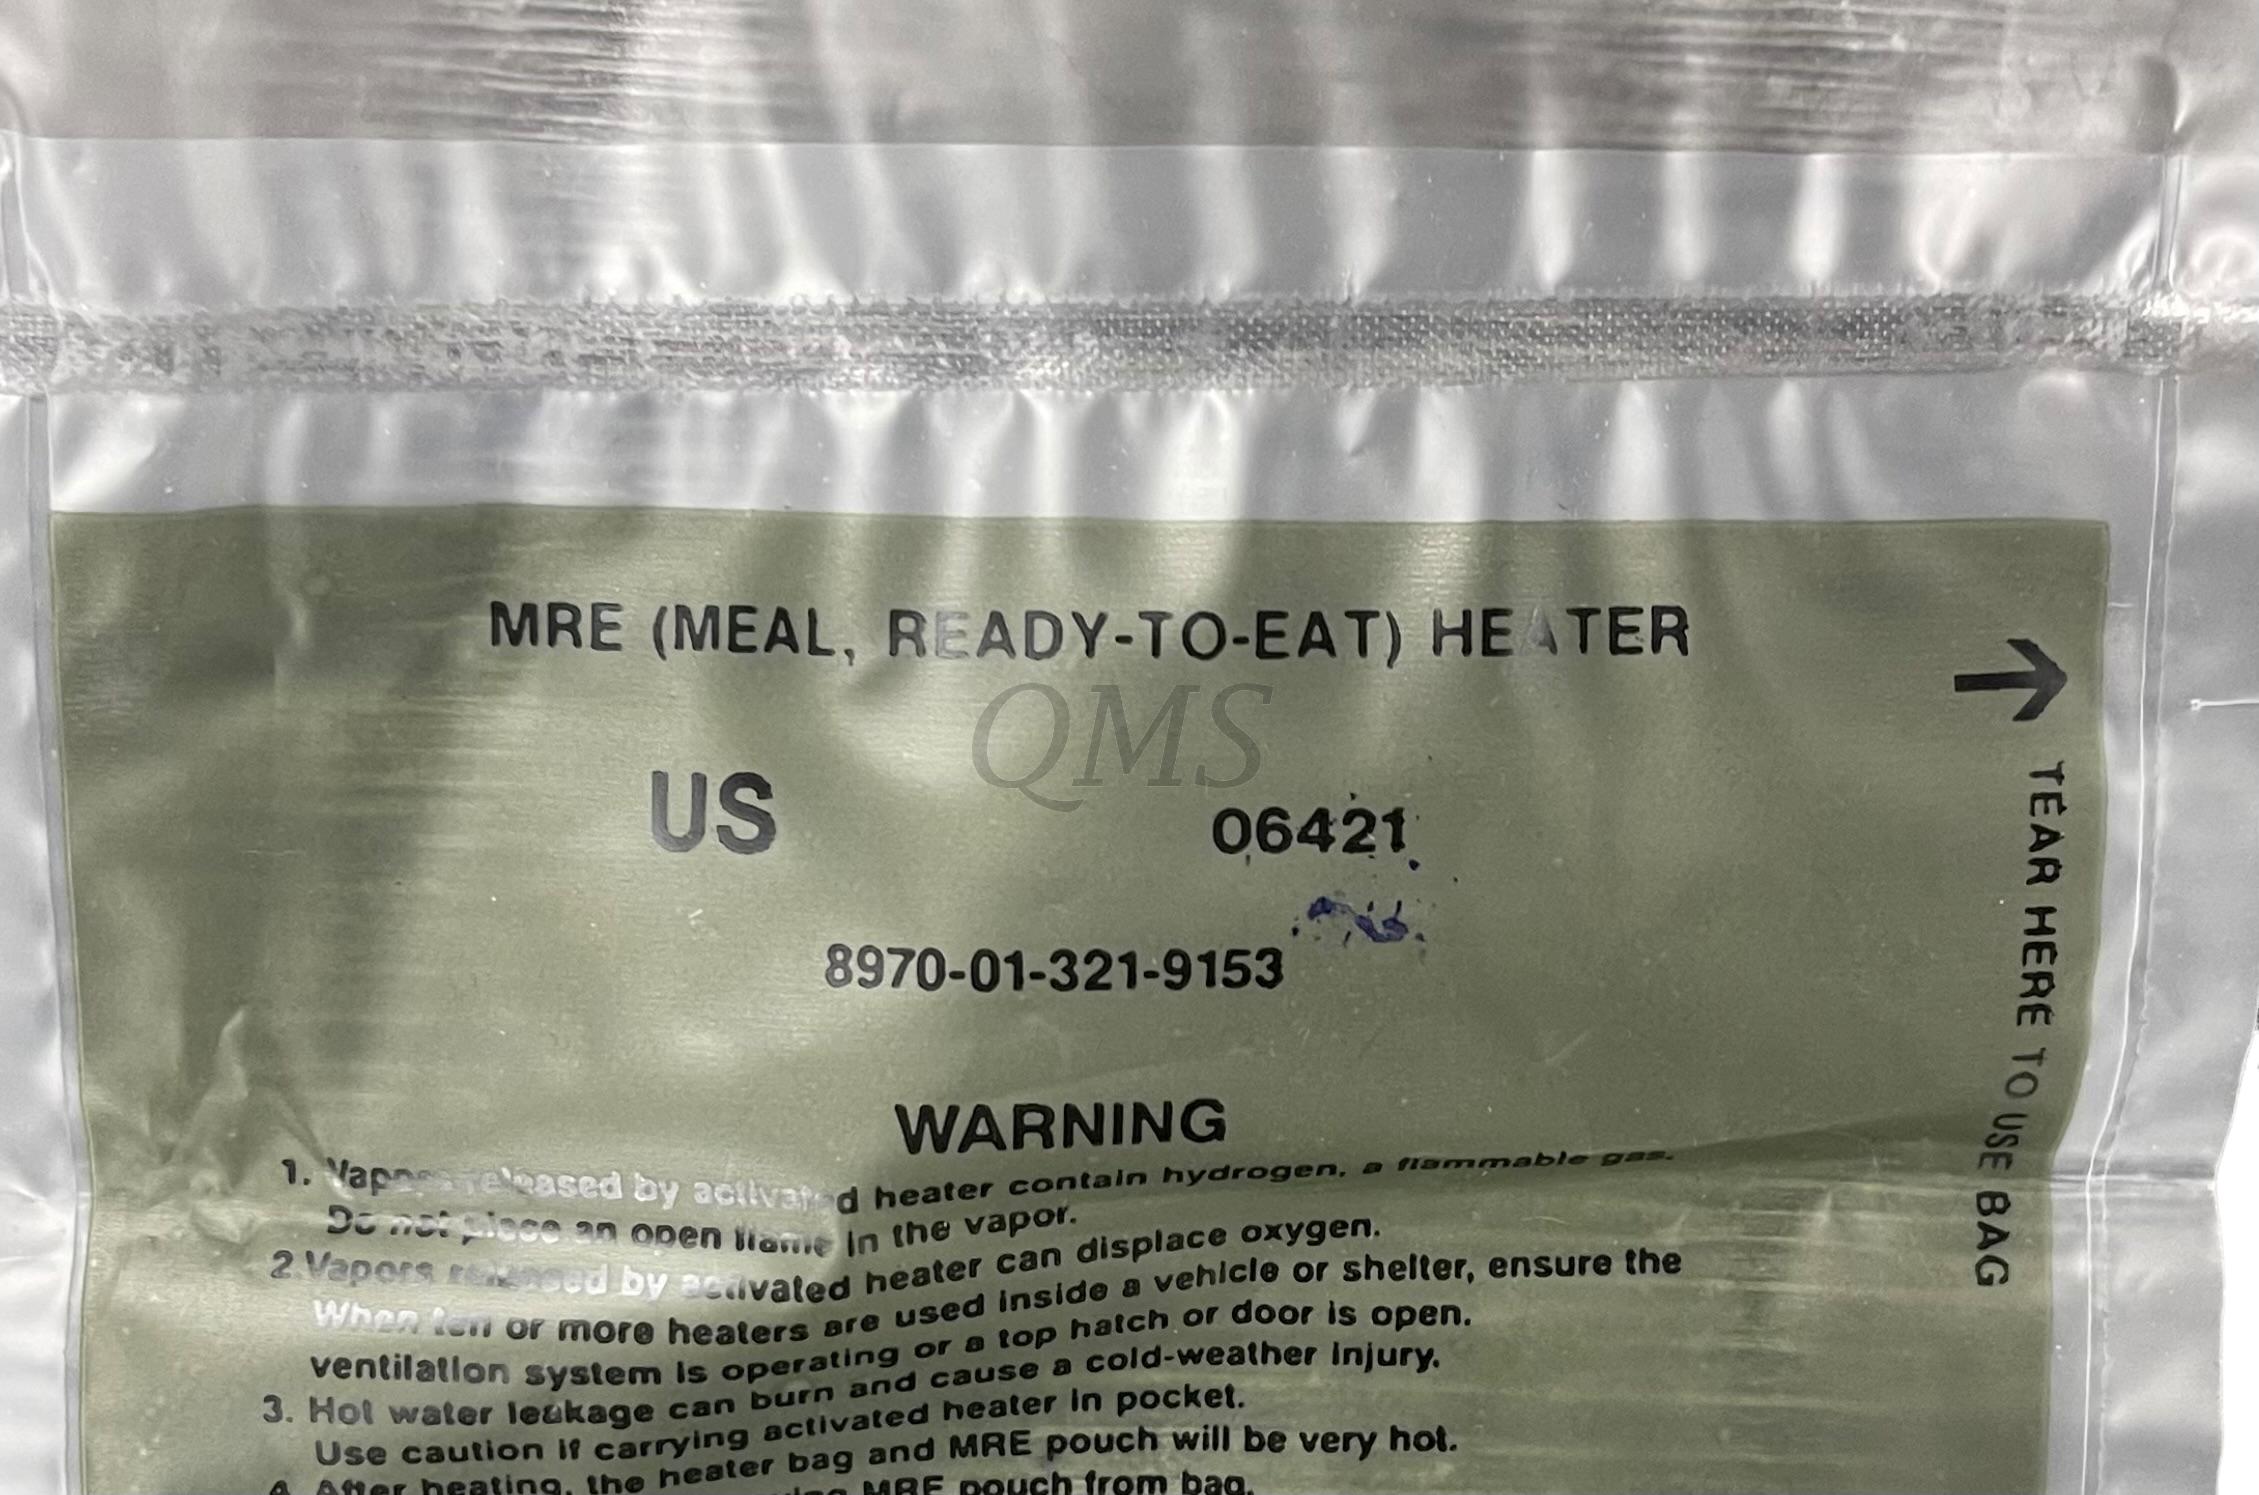 MRE (MEAL, READY-TO-EAT) HEATER
QMS
US 06421
8970-01-321-9153
TEAR HERE TO USE BAG
WARNING
1. Vapors released by activated heater contain hydrogen, a flammable gas.
Do not place an open flame in the vapor.
2. Vapors released by activated heater can displace oxygen.
When ten or more heaters are used inside a vehicle or shelter, ensure the
ventilation system is operating or a top hatch or door is open.
3. Hot water leakage can burn and cause a cold-weather injury.
Use caution if carrying activated heater in pocket.
4. After heating, the heater bag and MRE pouch will be very hot.
MRE pouch from bag.